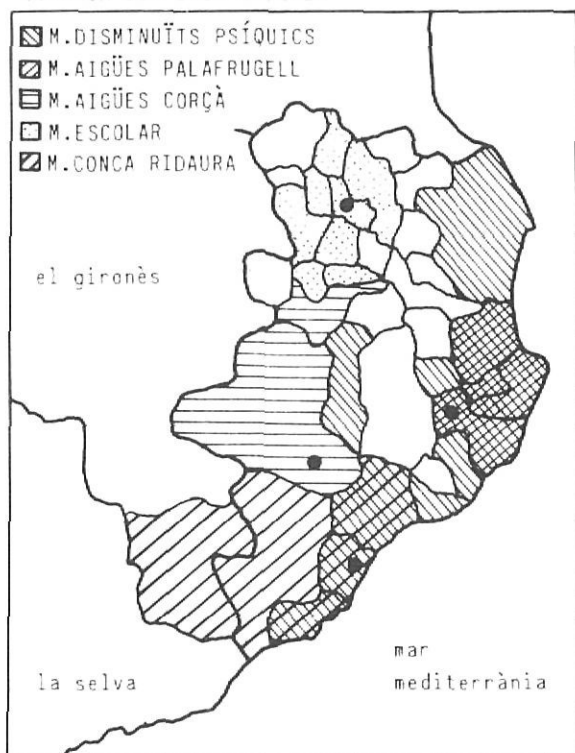 M.DISMINUÏTS PSÍQUICS
M.AIGÜES PALAFRUGELL
M.AIGÜES CORÇÀ
M.ESCOLAR
M.CONCA RIDAURA
el gironès
la selva
mar
mediterrània